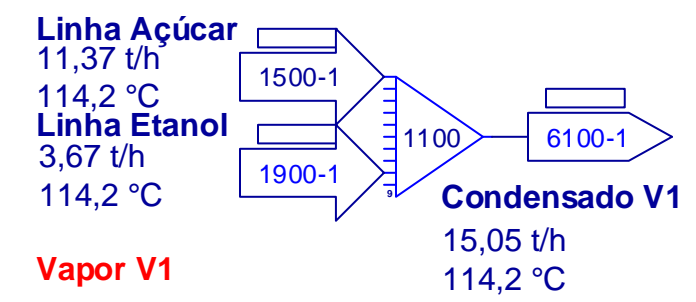 Linha Açúcar
11,37 t/h
114,2 °C
1500-1
Linha Etanol
3,67 t/h
114,2 °C
1900-1
1100
9
6100-1
Condensado V1
15,05 t/h
114,2 °C
Vapor V1